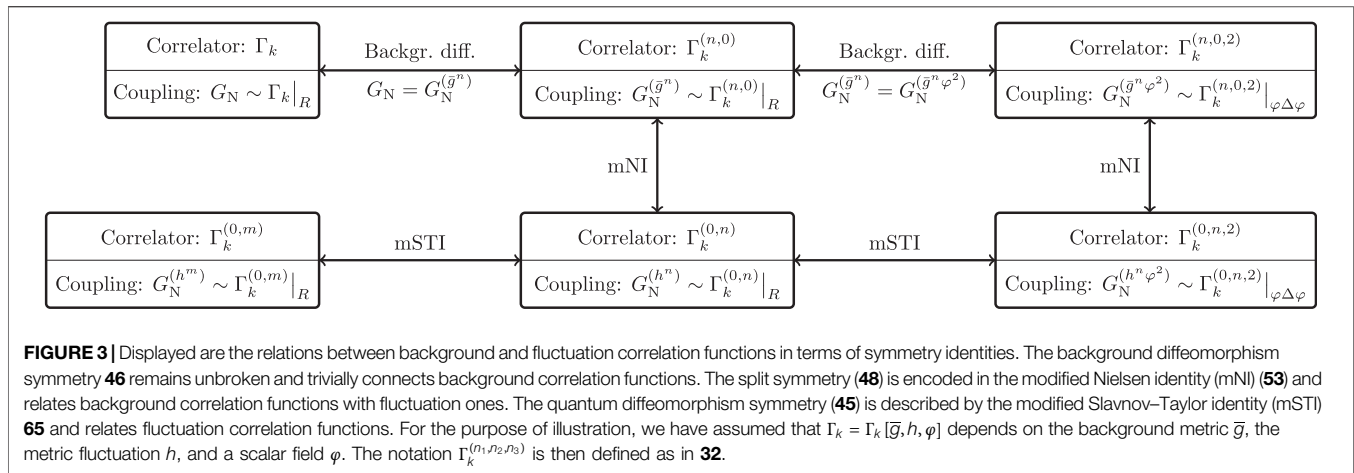 Correlator: Γ_k
Coupling: G_N ∼ Γ_k|_R
Backgr. diff.
G_N = G_N^{(ḡ^n)}
Correlator: Γ_k^{(n,0)}
Coupling: G_N^{(ḡ^n)} ∼ Γ_k^{(n,0)}|_R
Backgr. diff.
G_N^{(ḡ^n)} = G_N^{(ḡ^nφ^2)}
Correlator: Γ_k^{(n,0,2)}
Coupling: G_N^{(ḡ^nφ^2)} ∼ Γ_k^{(n,0,2)}|_{φΔφ}
mNI
mNI
Correlator: Γ_k^{(0,m)}
Coupling: G_N^{(h^m)} ∼ Γ_k^{(0,m)}|_R
mSTI
Correlator: Γ_k^{(0,n)}
Coupling: G_N^{(h^n)} ∼ Γ_k^{(0,n)}|_R
mSTI
Correlator: Γ_k^{(0,n,2)}
Coupling: G_N^{(h^nφ^2)} ∼ Γ_k^{(0,n,2)}|_{φΔφ}
FIGURE 3 | Displayed are the relations between background and fluctuation correlation functions in terms of symmetry identities. The background diffeomorphism
symmetry 46 remains unbroken and trivially connects background correlation functions. The split symmetry (48) is encoded in the modified Nielsen identity (mNI) (53) and
relates background correlation functions with fluctuation ones. The quantum diffeomorphism symmetry (45) is described by the modified Slavnov–Taylor identity (mSTI)
65 and relates fluctuation correlation functions. For the purpose of illustration, we have assumed that Γ_k = Γ_k [ḡ, h, φ] depends on the background metric ḡ, the
metric fluctuation h, and a scalar field φ. The notation Γ_k^{(n_1,n_2,n_3)} is then defined as in 32.